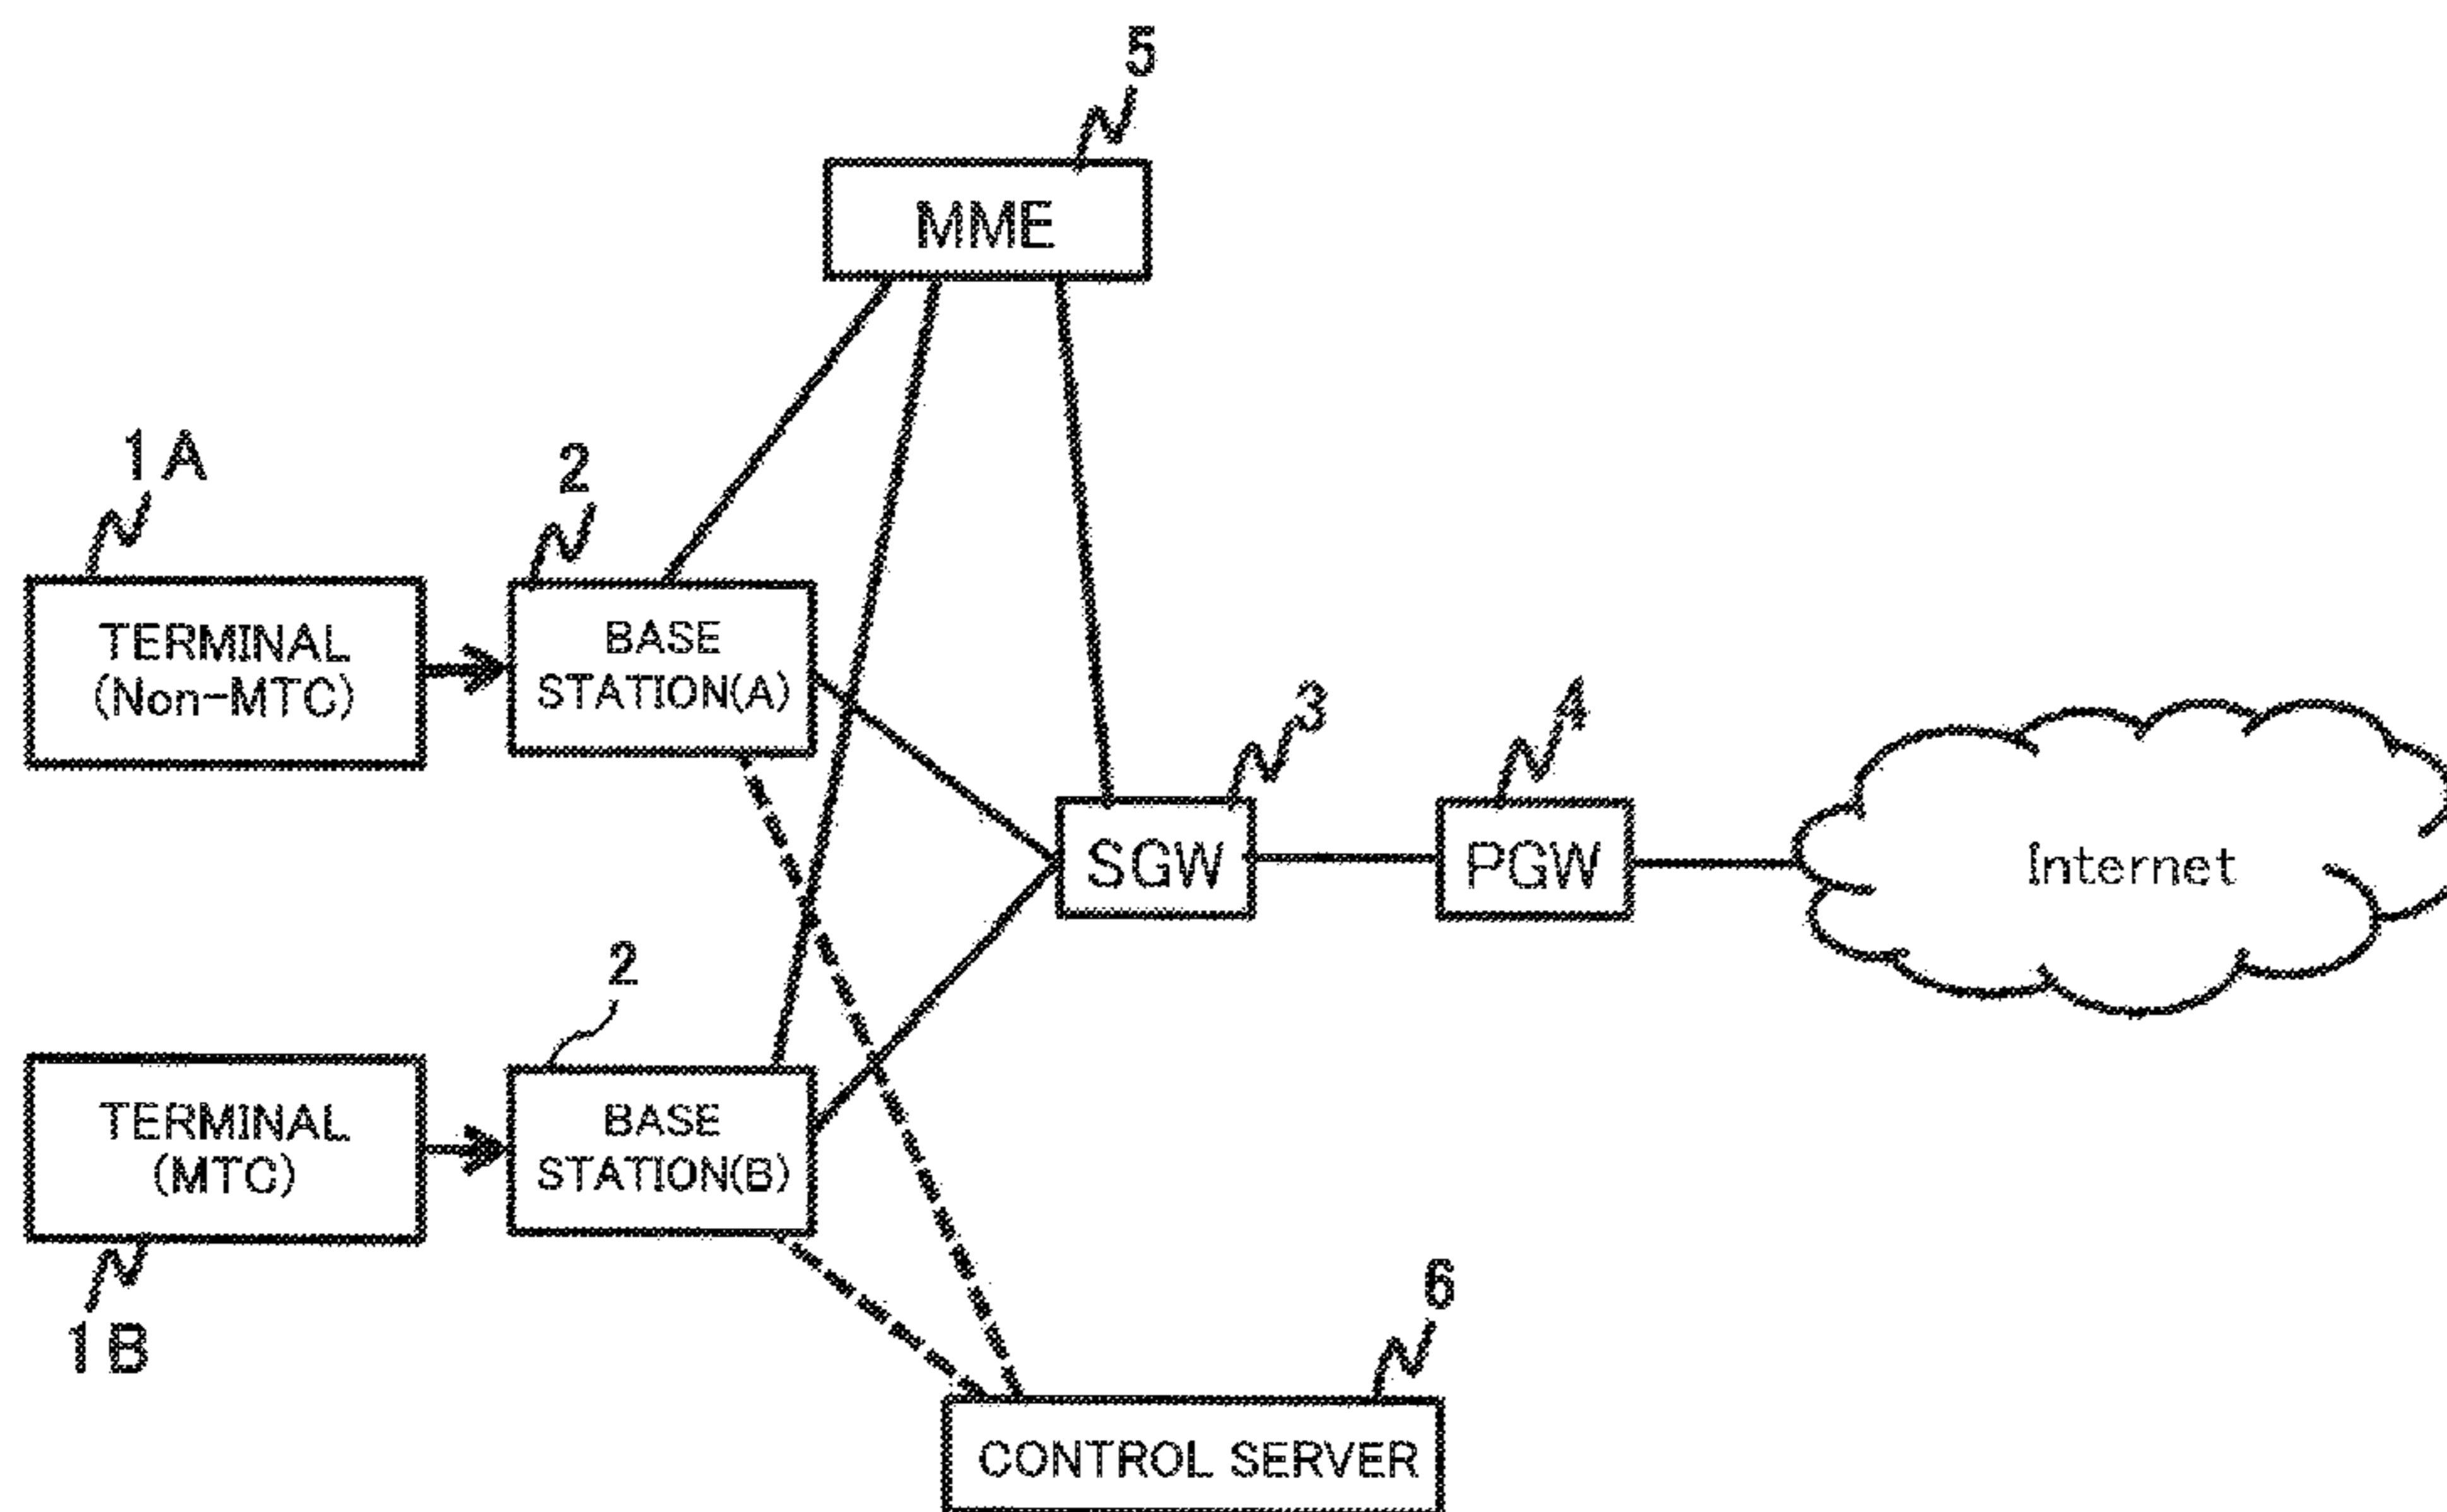 5
MME
1A
2
TERMINAL
(Non-MTC)
BASE
STATION(A)
3
4
SGW
PGW
Internet
2
TERMINAL
(MTC)
BASE
STATION(B)
1B
6
CONTROL SERVER